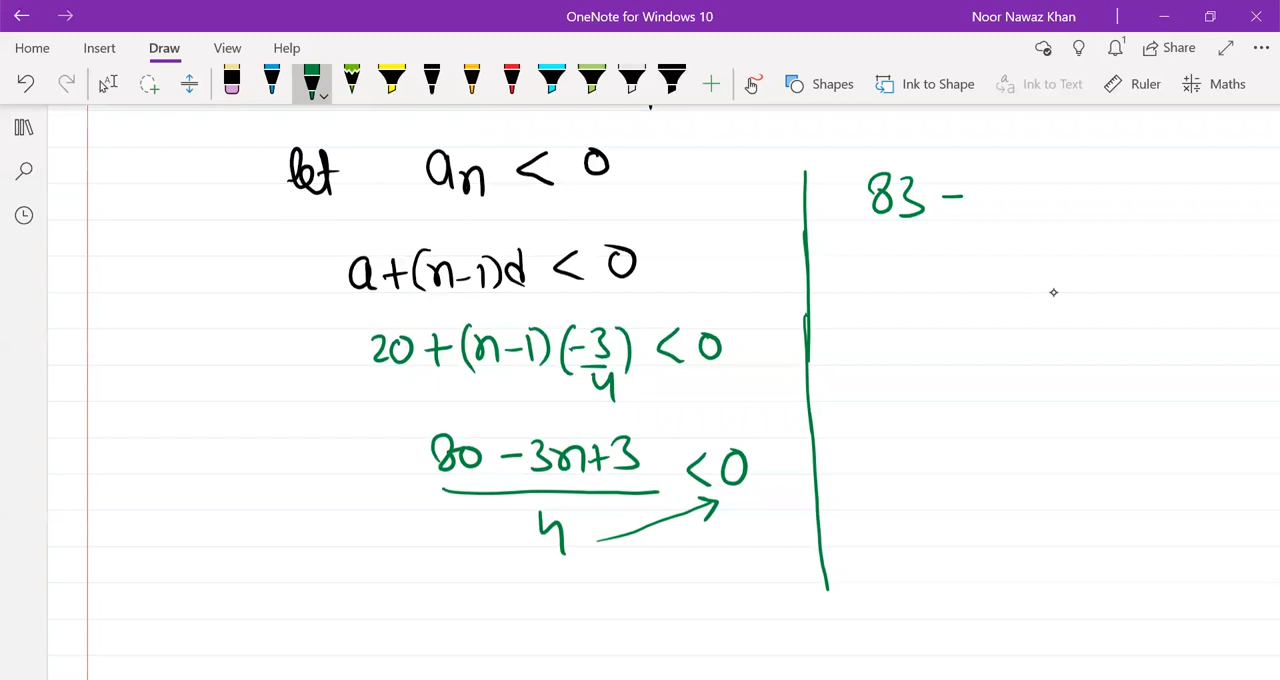 OneNote for Windows 10
Noor Nawaz Khan
Home Insert Draw View Help
1
Share
Shapes
Ink to Shape
Ink to Text
Ruler
Maths
let an < 0
a+(n-1)d < 0
20+(n-1)(-3/4) < 0
80 -3n+3 < 0
4
83 -